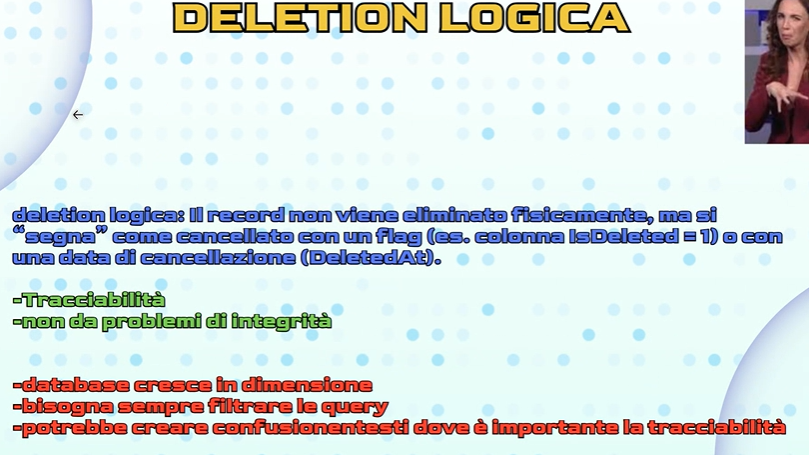 DELETION LOGICA
deletion logica: Il record non viene eliminato fisicamente, ma si
“segna” come cancellato con un flag (es. colonna IsDeleted = 1) o con
una data di cancellazione (DeletedAt).
-Tracciabilità
-non da problemi di integrità
-database cresce in dimensione
-bisogna sempre filtrare le query
-potrebbe creare confusionentesti dove è importante la tracciabilità